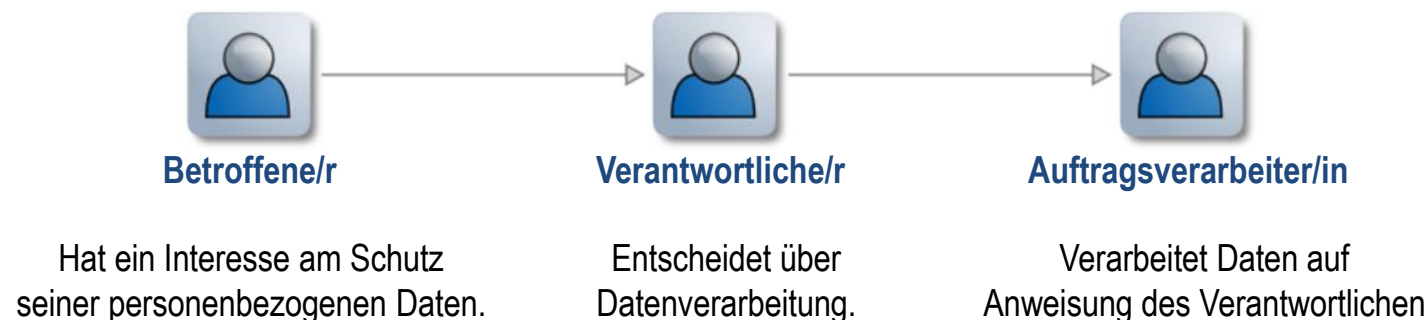 Betroffene/r
Verantwortliche/r
Auftragsverarbeiter/in
Hat ein Interesse am Schutz
seiner personenbezogenen Daten.
Entscheidet über
Datenverarbeitung.
Verarbeitet Daten auf
Anweisung des Verantwortlichen